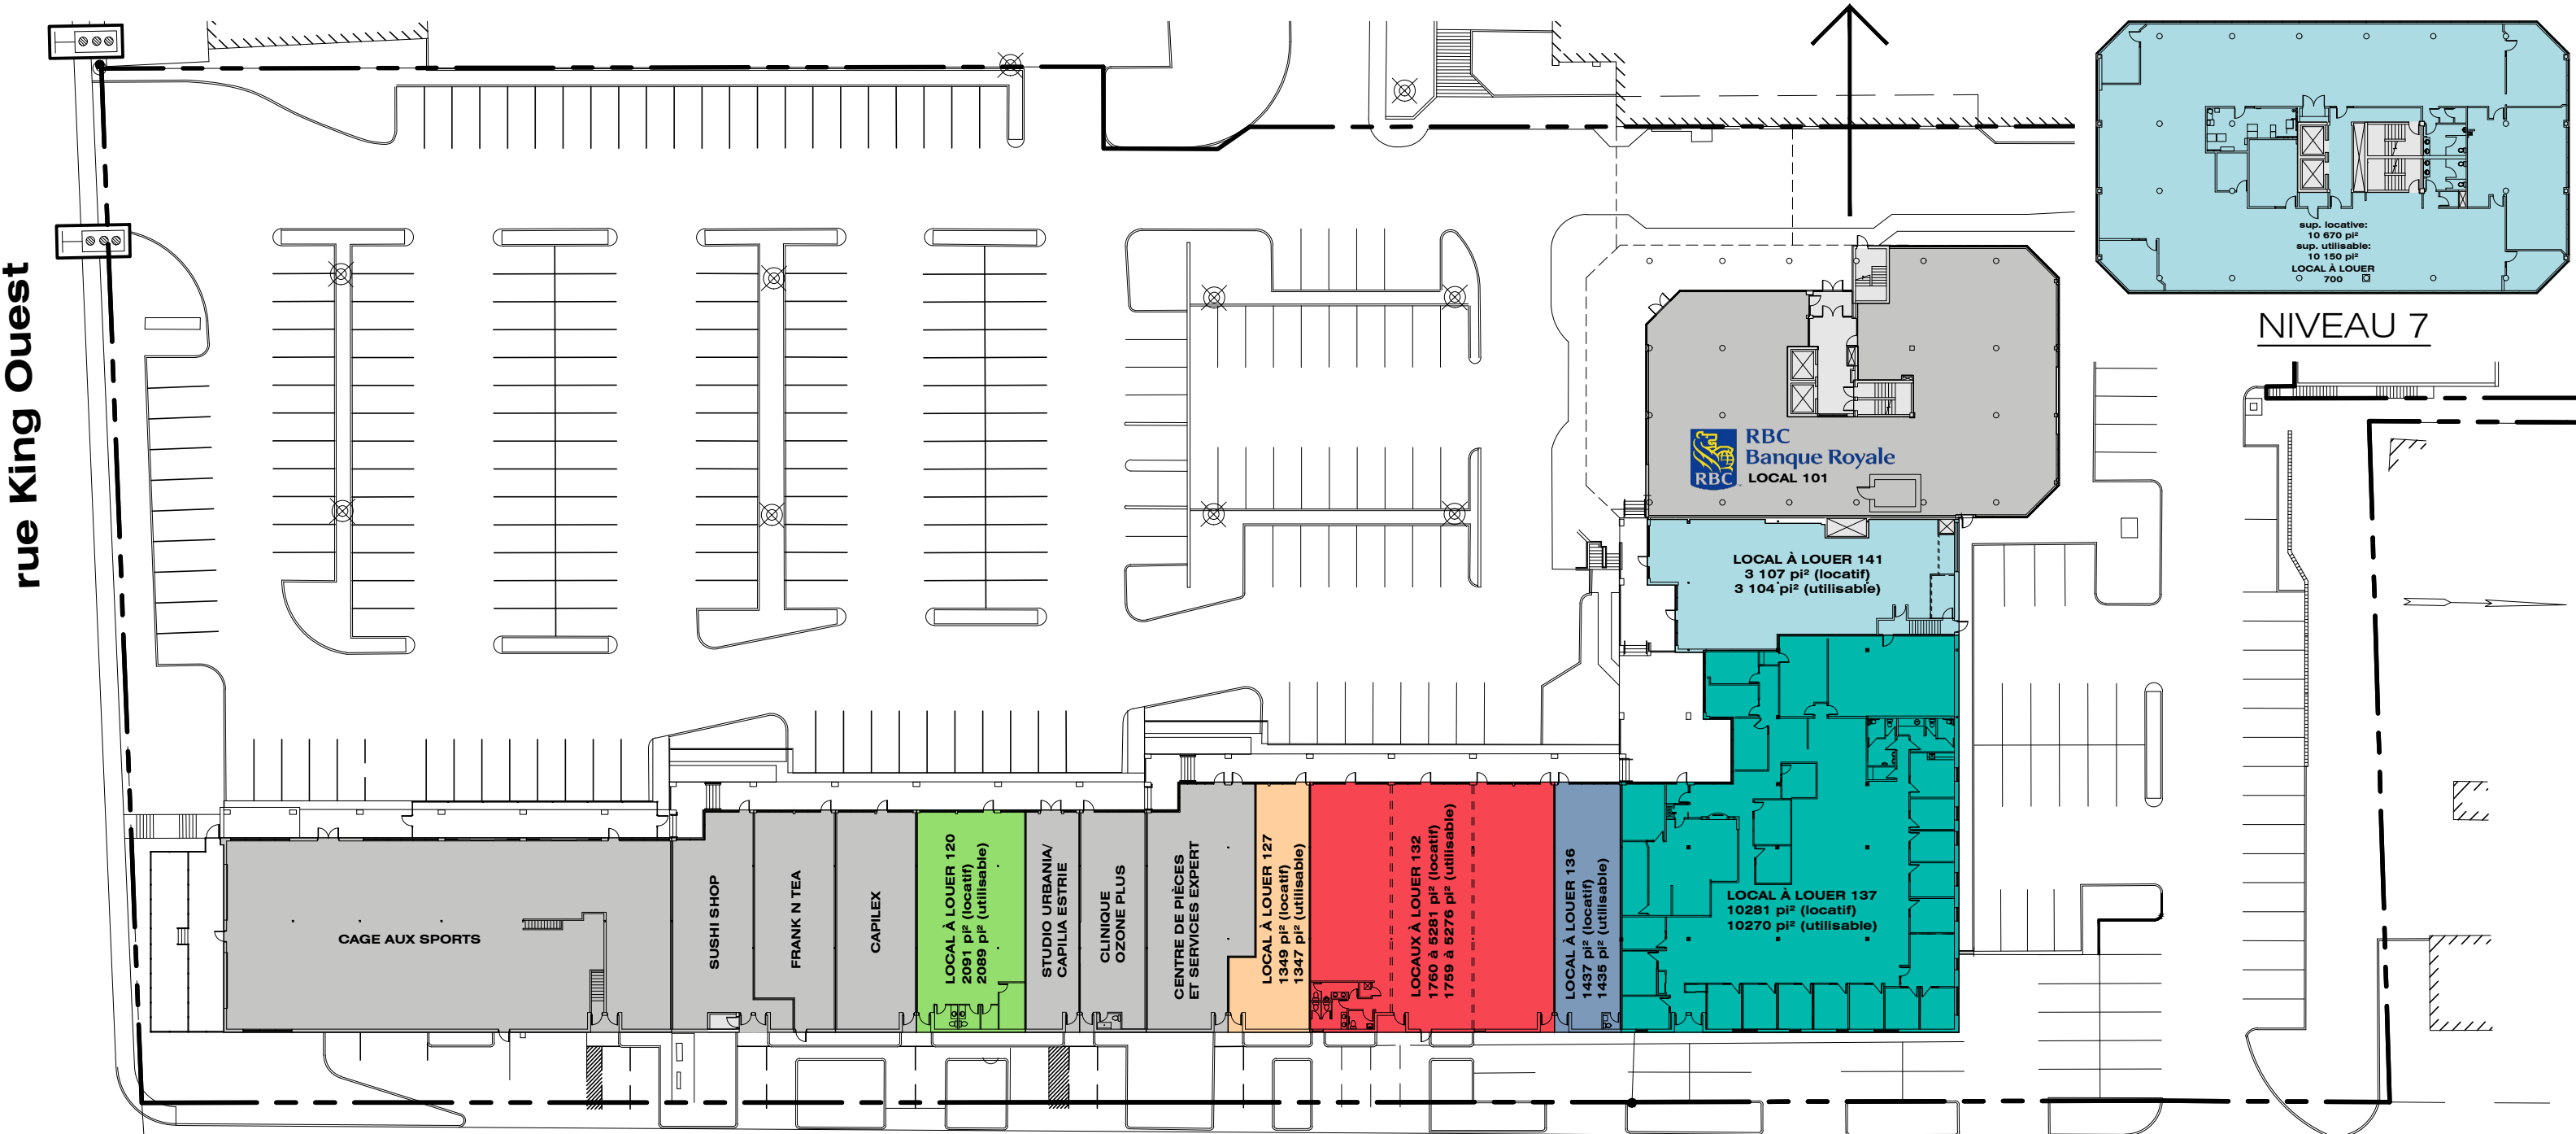 rue King Ouest
sup. locative:
10 670 pi²
sup. utilisable:
10 150 pi²
LOCAL À LOUER
700
NIVEAU 7
RBC
RBC
Banque Royale
LOCAL 101
LOCAL À LOUER 141
3 107 pi² (locatif)
3 104 pi² (utilisable)
CAGE AUX SPORTS
SUSHI SHOP
FRANK N TEA
CAPILEX
LOCAL À LOUER 120
2091 pi² (locatif)
2089 pi² (utilisable)
STUDIO URBANIA/
CAPILIA ESTRIE
CLINIQUE
OZONE PLUS
CENTRE DE PIÈCES
ET SERVICES EXPERT
LOCAL À LOUER 127
1349 pi² (locatif)
1347 pi² (utilisable)
LOCAUX À LOUER 132
1760 à 5281 pi² (locatif)
1759 à 5276 pi² (utilisable)
LOCAL À LOUER 136
1437 pi² (locatif)
1435 pi² (utilisable)
LOCAL À LOUER 137
10281 pi² (locatif)
10270 pi² (utilisable)